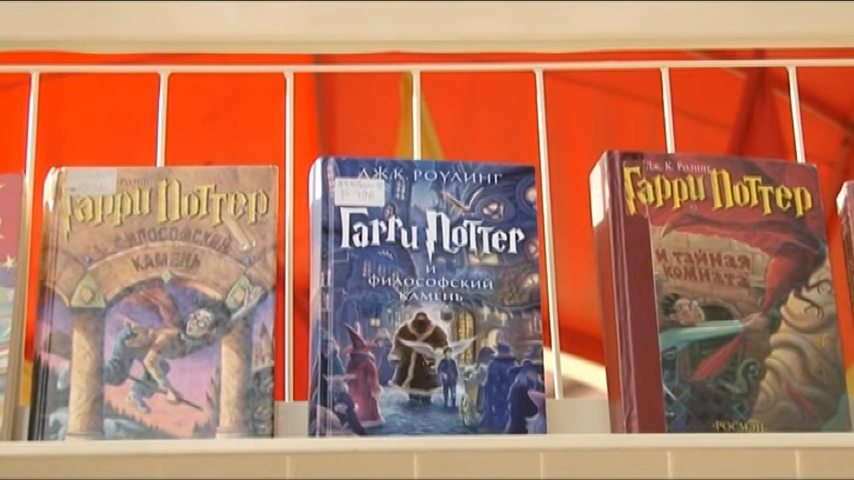 Гарри Поттер
и философский
камень
ДЖ.К. РОУЛИНГ
Гарри Поттер
и
философский
камень
Дж. К. Ролинг
Гарри Поттер
и тайная
комната
·РОСМЭН·